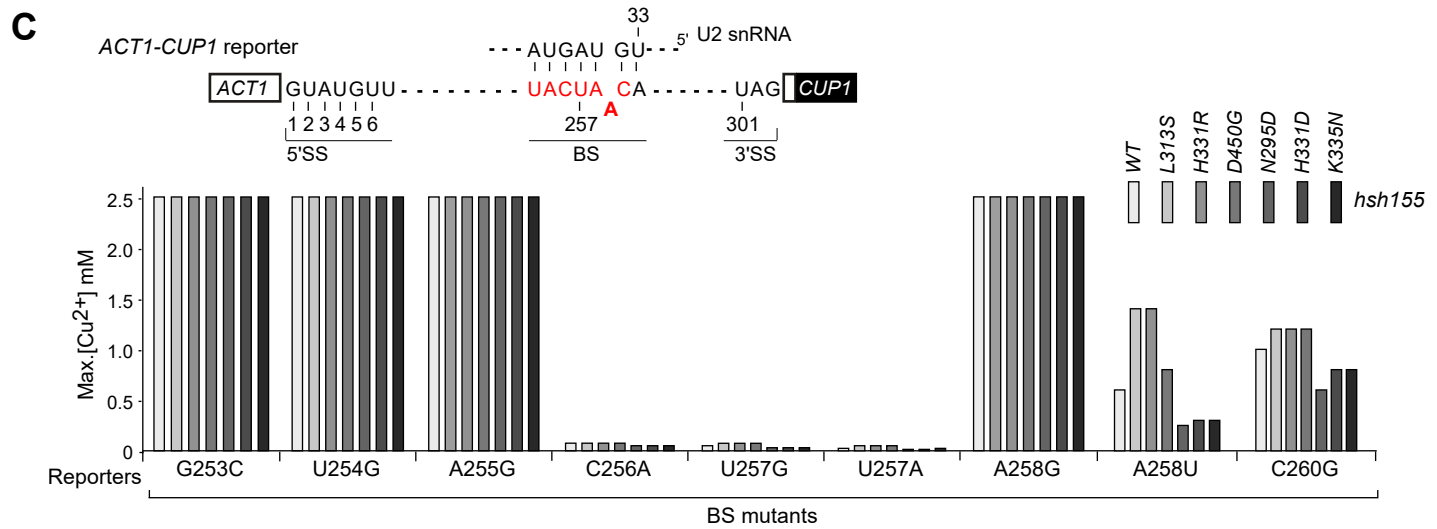 C
33
ACT1-CUP1 reporter
AUGAU GU 5' U2 snRNA
ACT1 GUAUGUU UACUA CA UAG CUP1
A
1 2 3 4 5 6 257 301
5'SS BS 3'SS
WT L313S H331R D450G N295D H331D K335N
hsh155
Max.[Cu2+] mM
2.5
2.0
1.5
1.0
0.5
0
Reporters G253C U254G A255G C256A U257G U257A A258G A258U C260G
BS mutants